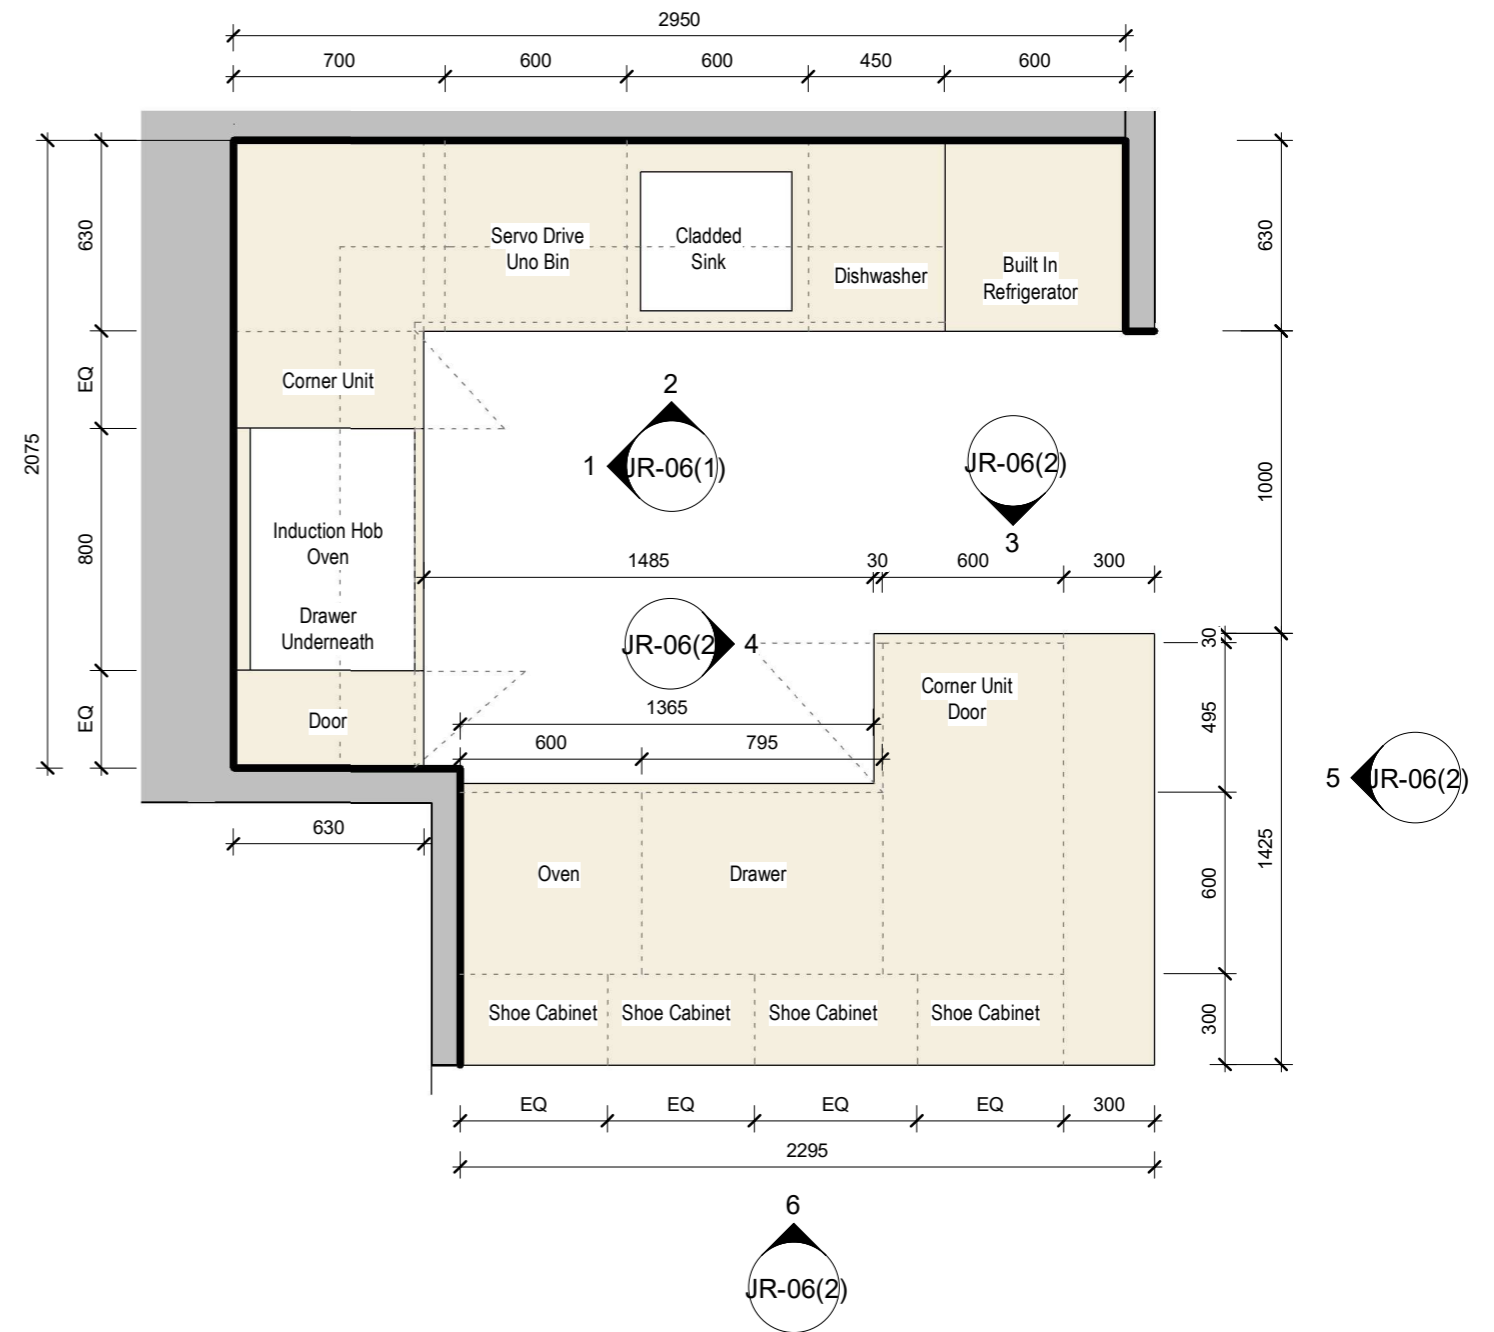 2950
700
600
600
450
600
630
EQ
800
EQ
2075
630
1000
Servo Drive
Uno Bin
Cladded
Sink
Dishwasher
Built In
Refrigerator
Corner Unit
2
1
JR-06(1)
JR-06(2)
3
Induction Hob
Oven
Drawer
Underneath
1485
30
600
300
JR-06(2
4
30
Corner Unit
Door
Door
1365
600
795
495
5
JR-06(2)
630
1425
Oven
Drawer
600
Shoe Cabinet
Shoe Cabinet
Shoe Cabinet
Shoe Cabinet
300
EQ
EQ
EQ
EQ
300
2295
6
JR-06(2)